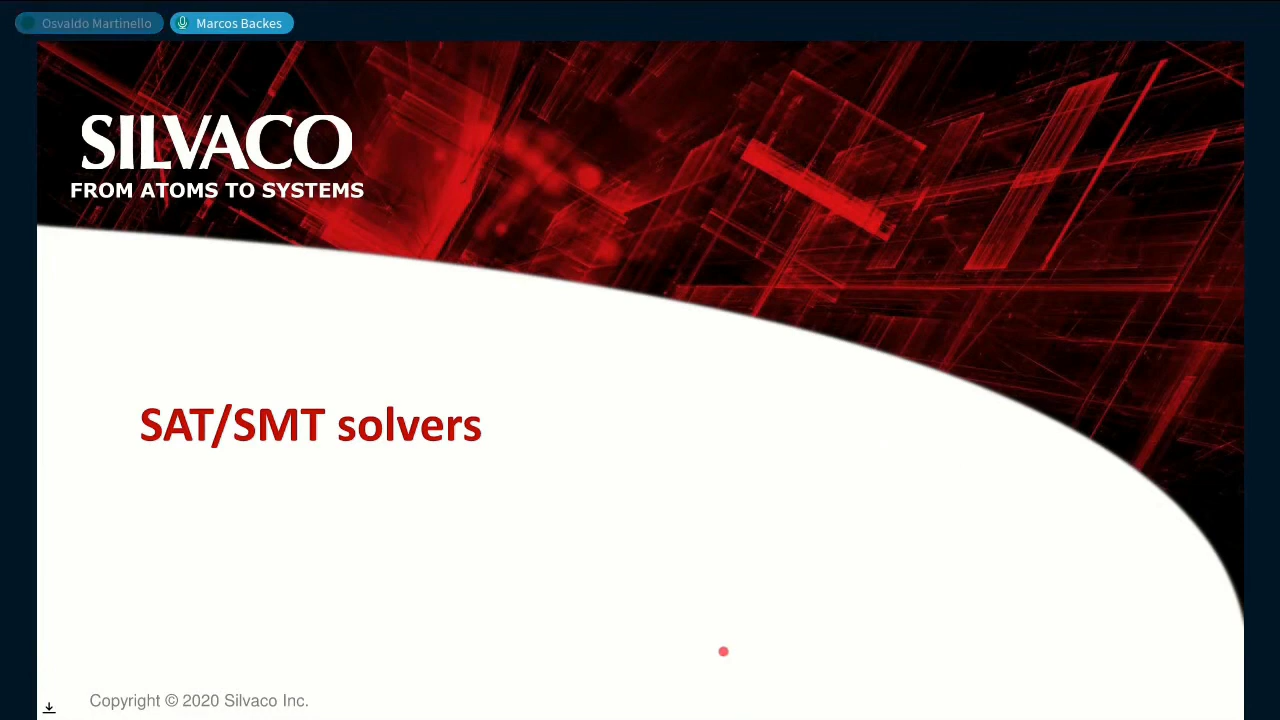 Osvaldo Martinello
Marcos Backes
SILVACO
FROM ATOMS TO SYSTEMS
SAT/SMT solvers
Copyright © 2020 Silvaco Inc.